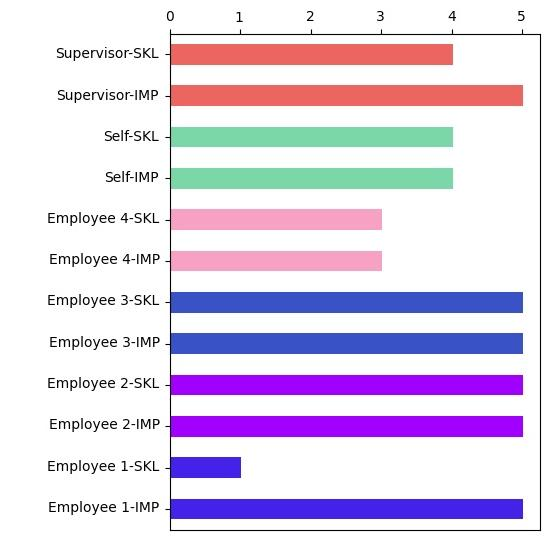 0 1 2 3 4 5
Supervisor-SKL
Supervisor-IMP
Self-SKL
Self-IMP
Employee 4-SKL
Employee 4-IMP
Employee 3-SKL
Employee 3-IMP
Employee 2-SKL
Employee 2-IMP
Employee 1-SKL
Employee 1-IMP